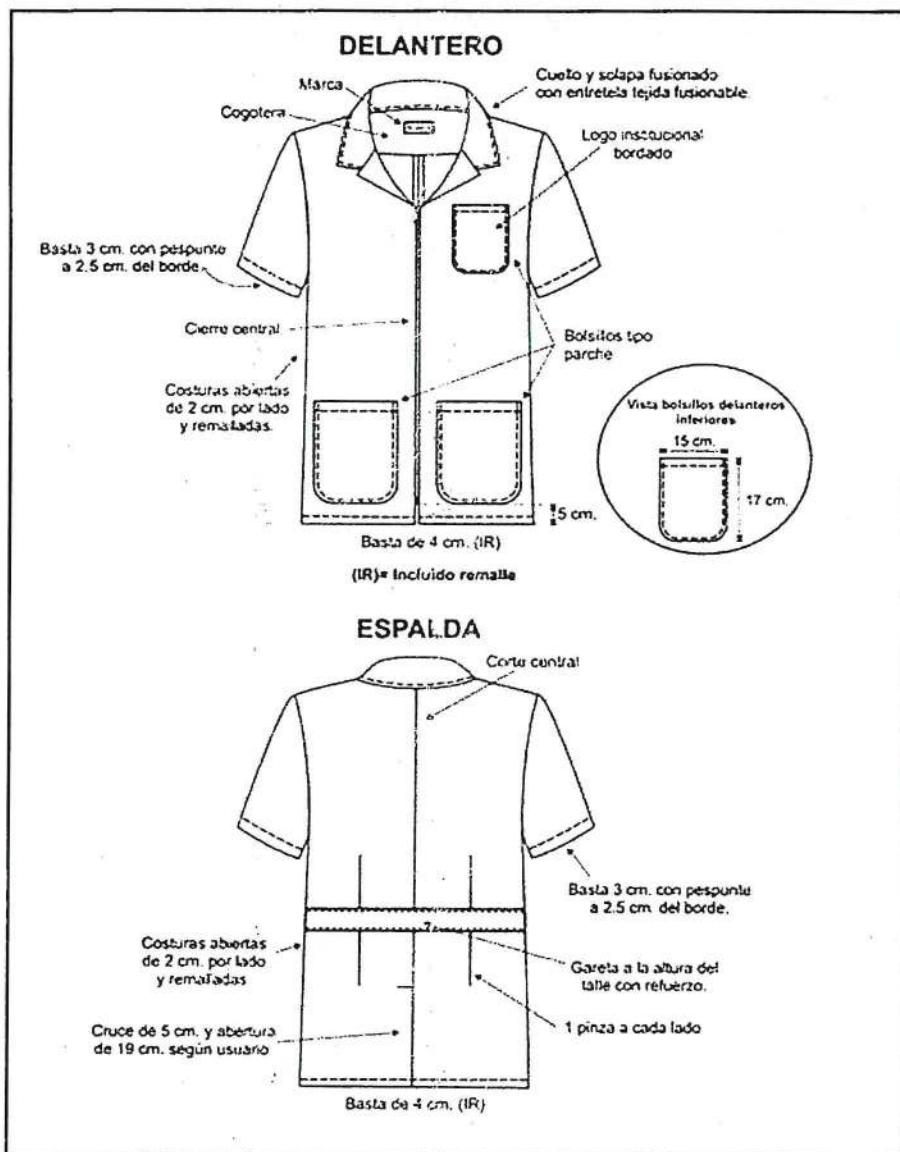 DELANTERO
Marca
Cogotera
Cuello y solapa fusionado
con entretela tejida fusionable.
Logo institucional
bordado
Basta 3 cm. con pespunte
a 2.5 cm. del borde
Cierre central
Bolsillos tipo
parche
Costuras abiertas
de 2 cm. por lado
y remalladas.
Vista bolsillos delanteros
inferiores
15 cm.
17 cm.
5 cm.
Basta de 4 cm. (IR)
(IR)= Incluido remalle
ESPALDA
Corte central
Basta 3 cm. con pespunte
a 2.5 cm. del borde.
Costuras abiertas
de 2 cm. por lado
y remalladas
Gareta a la altura del
talle con refuerzo.
Cruce de 5 cm. y abertura
de 19 cm. según usuario
1 pinza a cada lado
Basta de 4 cm. (IR)